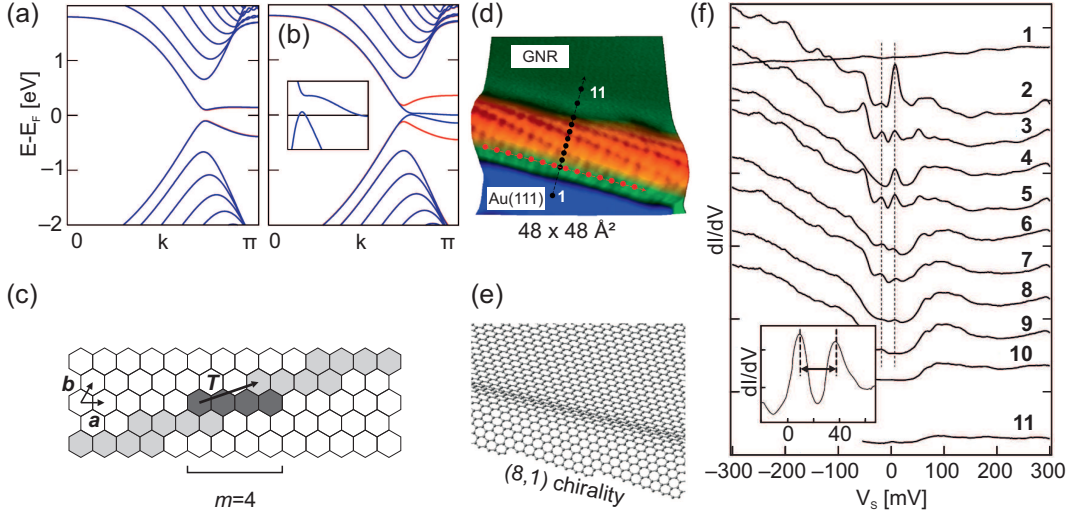 (a)
E-E_F [eV]
1
0
−1
−2
0
k
π
(b)
0
k
π
(c)
b
a
T
m=4
(d)
GNR
11
1
Au(111)
48 x 48 Å²
(e)
(8,1) chirality
(f)
dI/dV
1
2
3
4
5
6
7
8
9
10
11
dI/dV
0
40
−300
−200
−100
0
100
200
300
V_S [mV]